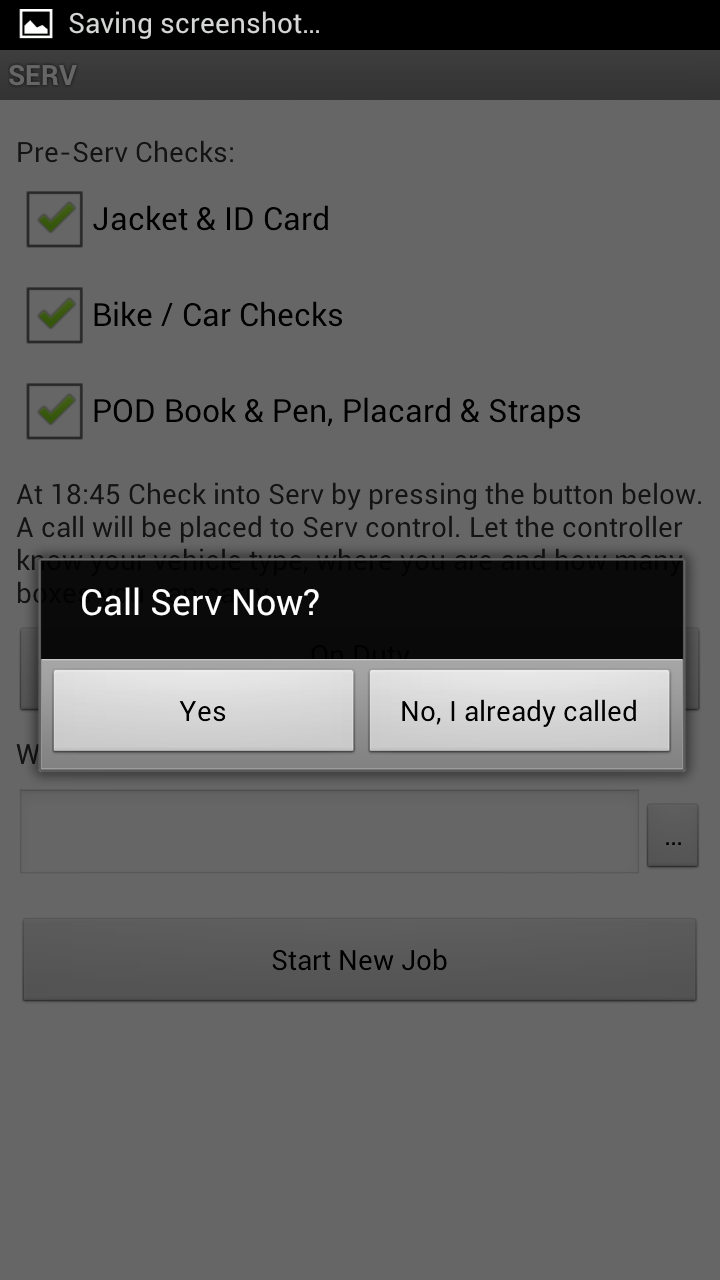 Saving screenshot...
SERV
Pre-Serv Checks:
Jacket & ID Card
Bike / Car Checks
POD Book & Pen, Placard & Straps
At 18:45 Check into Serv by pressing the button below.
A call will be placed to Serv control. Let the controller
know your vehicle type, where you are and how many
Call Serv Now?
On Duty
Yes
No, I already called
...
Start New Job